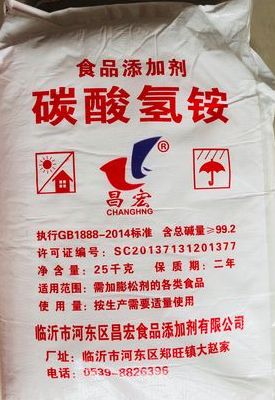 食品添加剂
碳酸氢铵
®
昌宏
CHANGHNG
执行GB1888-2014标准 含总碱量≥99.2
许可证编号: SC20137131201377
净含量: 25千克 保质期: 二年
适用范围: 需加膨松剂的各类食品
使用量: 按生产需要适量使用
临沂市河东区昌宏食品添加剂有限公司
厂址: 临沂市河东区郑旺镇大赵家
电话: 0539-8826396